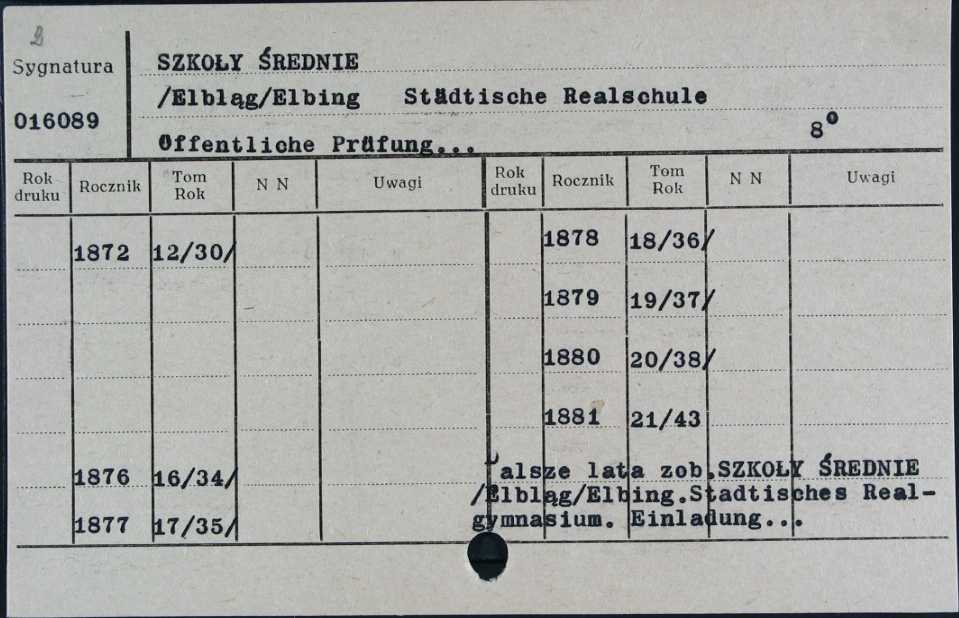 B
Sygnatura
016089
SZKOŁY ŚREDNIE
/Elbląg/Elbing Städtische Realschule
Öffentliche Prüfung...
8°
Rok druku Rocznik Tom Rok N N Uwagi Rok druku Rocznik Tom Rok N N Uwagi
1872 12/30/
1876 16/34/
1877 17/35/
1878 18/36/
1879 19/37/
1880 20/38/
1881 21/43
alsze lata zob.SZKOŁY ŚREDNIE
/Elbląg/Elbing.Stadtisches Real-
gymnasium. Einladung...